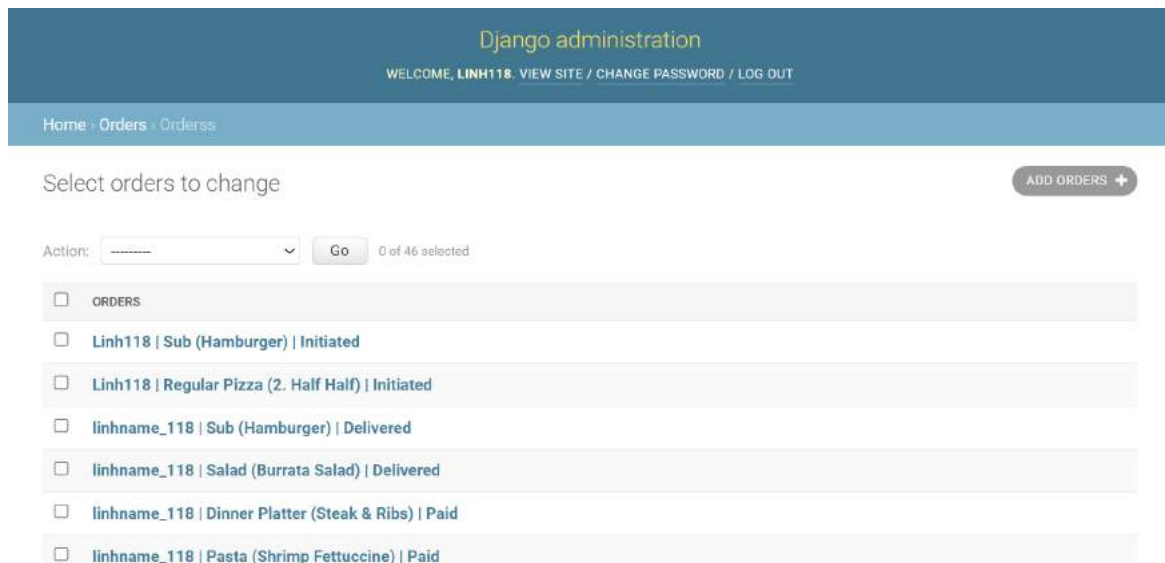 Django administration
WELCOME, LINH118. VIEW SITE / CHANGE PASSWORD / LOG OUT
Home › Orders › Orderss
Select orders to change
ADD ORDERS +
Action: --------- Go 0 of 46 selected
ORDERS
Linh118 | Sub (Hamburger) | Initiated
Linh118 | Regular Pizza (2. Half Half) | Initiated
linhname_118 | Sub (Hamburger) | Delivered
linhname_118 | Salad (Burrata Salad) | Delivered
linhname_118 | Dinner Platter (Steak & Ribs) | Paid
linhname_118 | Pasta (Shrimp Fettuccine) | Paid